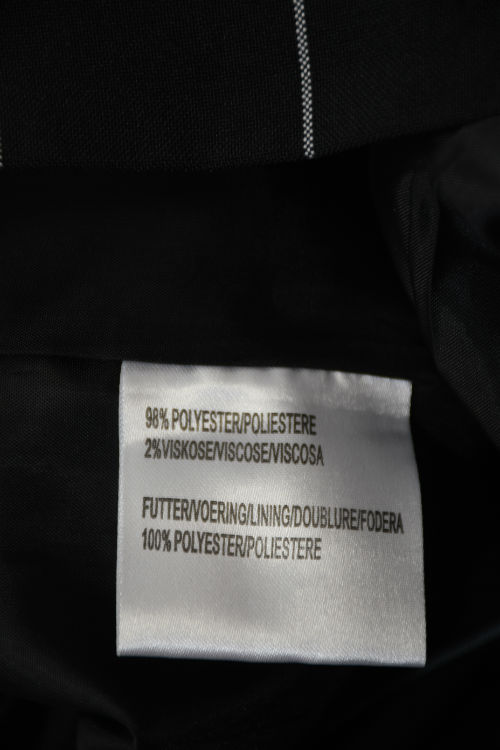 98% POLYESTER/POLIESTERE
2%VISKOSE/VISCOSE/VISCOSA
FUTTER/VOERING/LINING/DOUBLURE/FODERA
100% POLYESTER/POLIESTERE